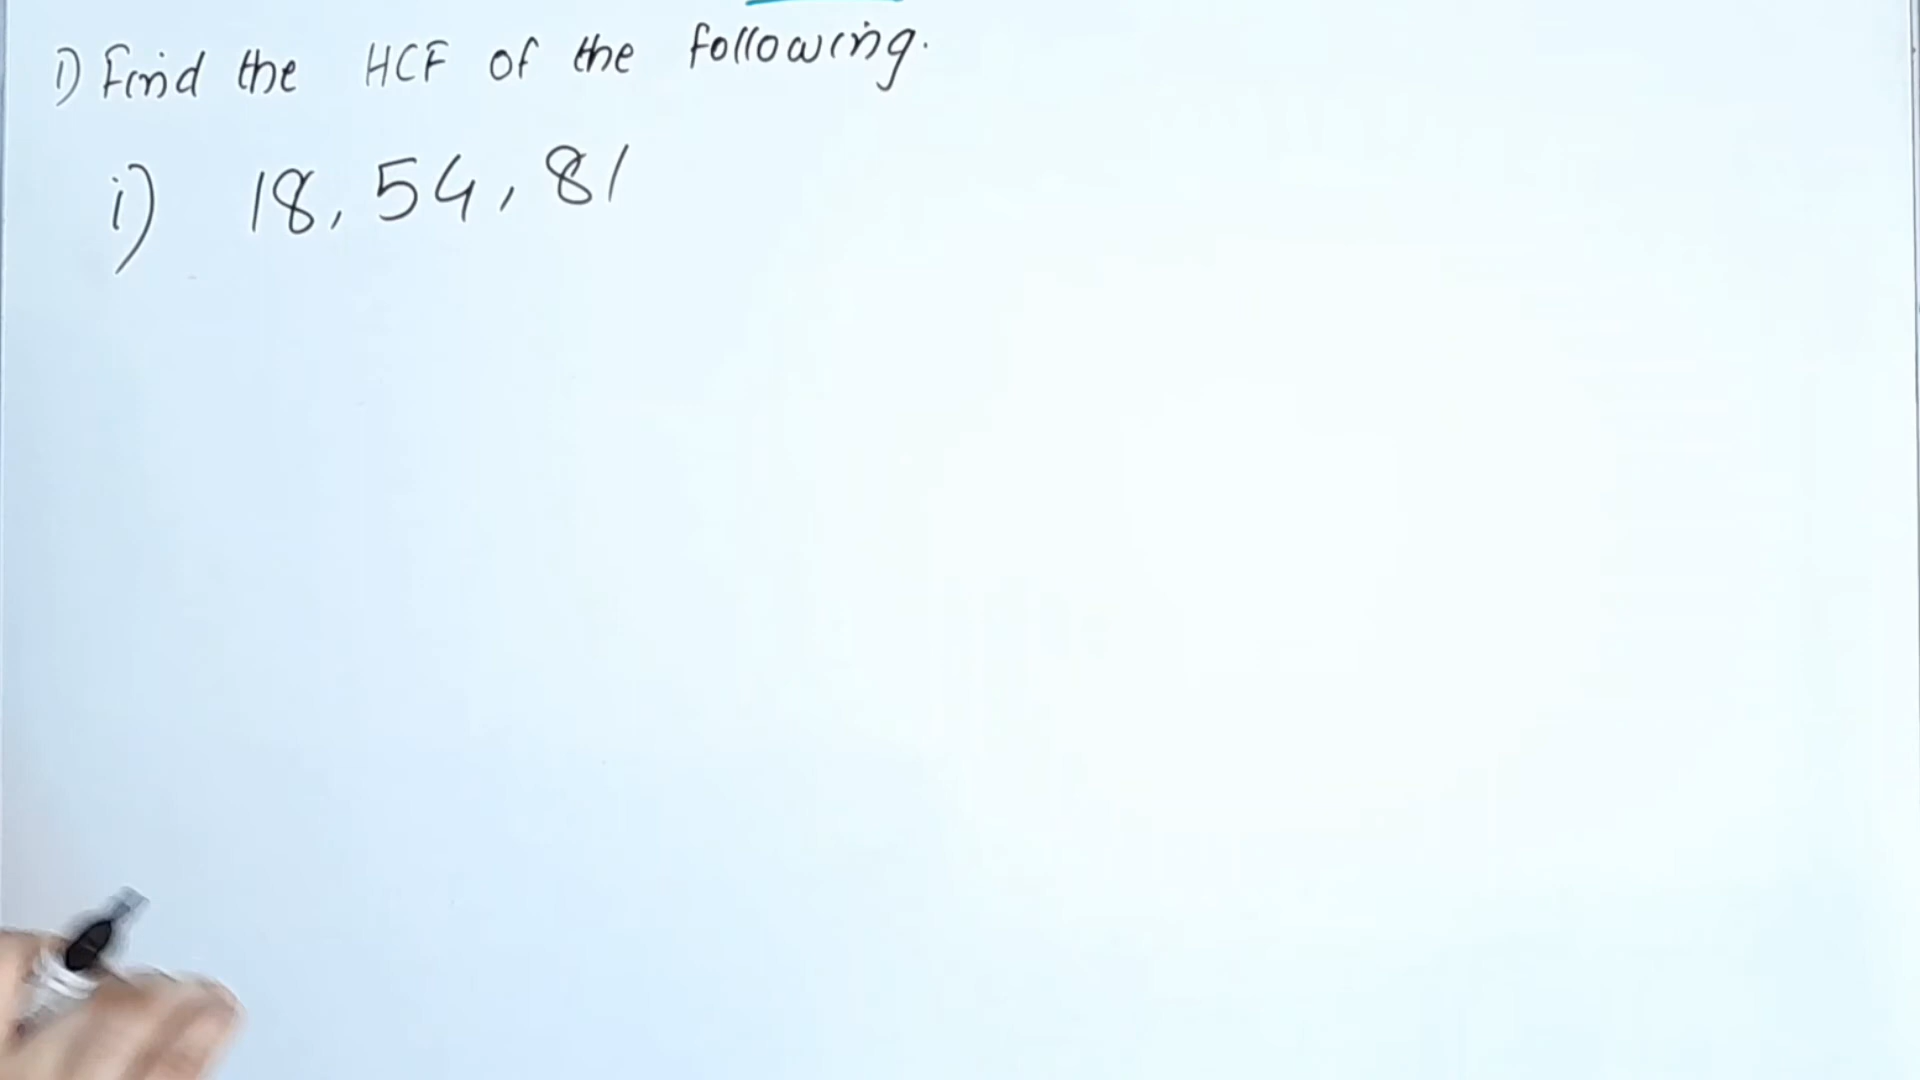 1) Find the HCF of the following.
i) 18, 54, 81